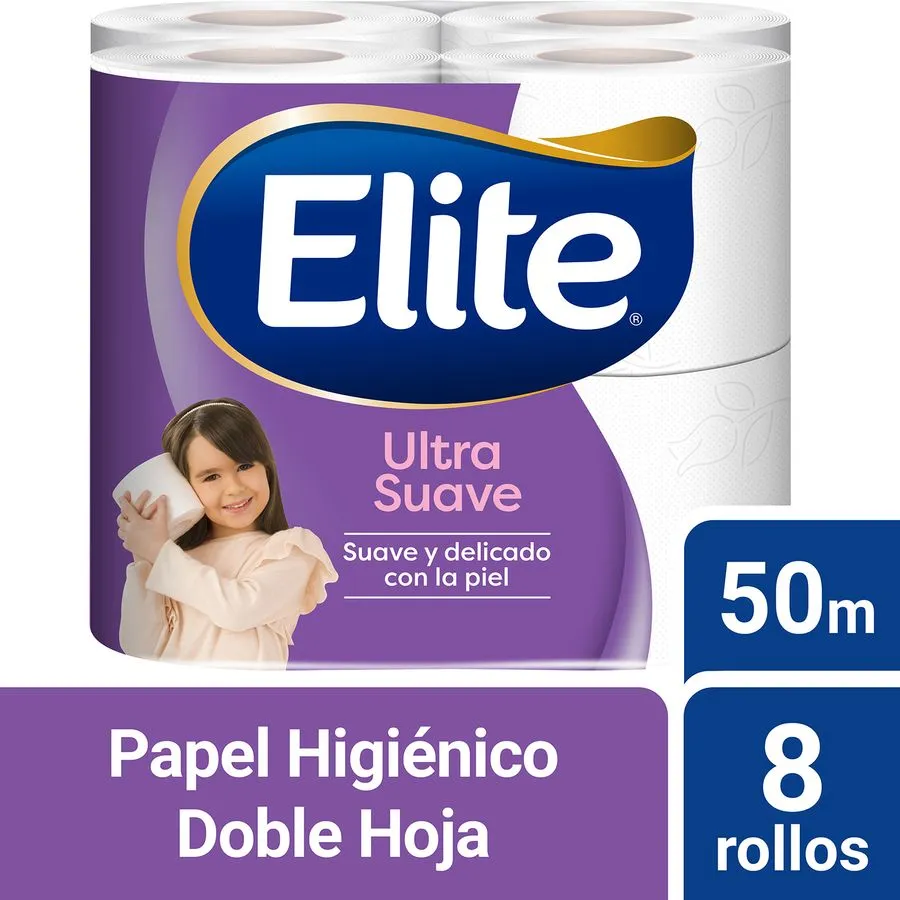 Elite
®
Ultra
Suave
Suave y delicado
con la piel
50m
Papel Higiénico
Doble Hoja
8
rollos